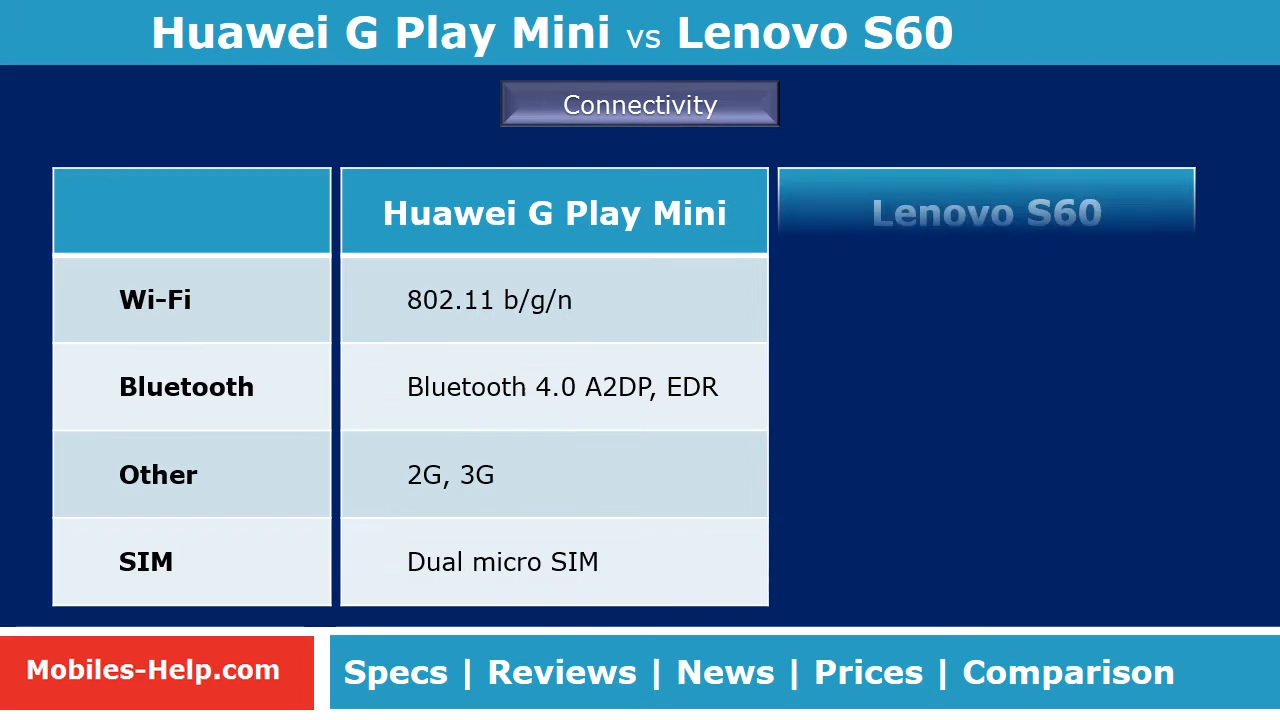 Huawei G Play Mini vs Lenovo S60
Connectivity
Huawei G Play Mini Lenovo S60
Wi-Fi 802.11 b/g/n
Bluetooth Bluetooth 4.0 A2DP, EDR
Other 2G, 3G
SIM Dual micro SIM
Mobiles-Help.com Specs | Reviews | News | Prices | Comparison